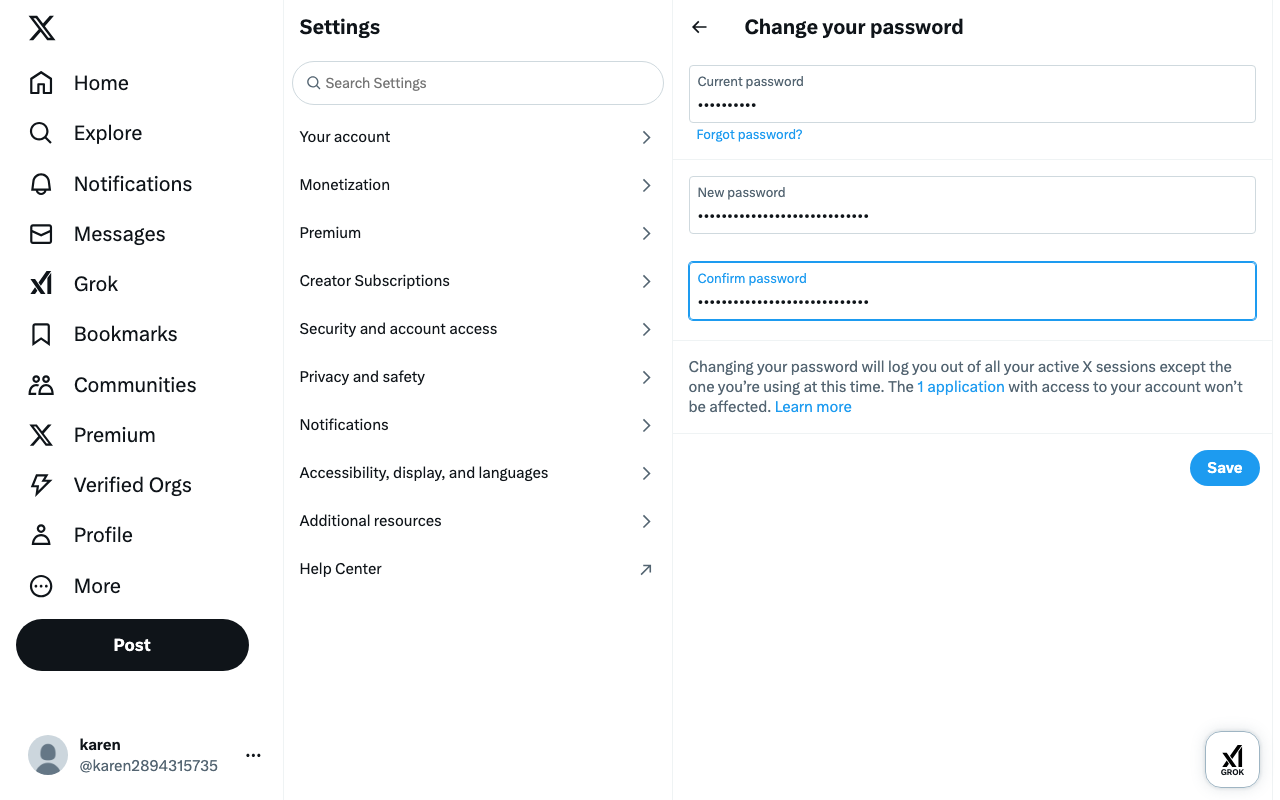 Home
Explore
Notifications
Messages
Grok
Bookmarks
Communities
Premium
Verified Orgs
Profile
More
Post
karen
@karen2894315735
Settings
Search Settings
Your account
Monetization
Premium
Creator Subscriptions
Security and account access
Privacy and safety
Notifications
Accessibility, display, and languages
Additional resources
Help Center
Change your password
Current password
••••••••••
Forgot password?
New password
•••••••••••••••••••••••••••••
Confirm password
•••••••••••••••••••••••••••••
Changing your password will log you out of all your active X sessions except the
one you’re using at this time. The 1 application with access to your account won’t
be affected. Learn more
Save
GROK